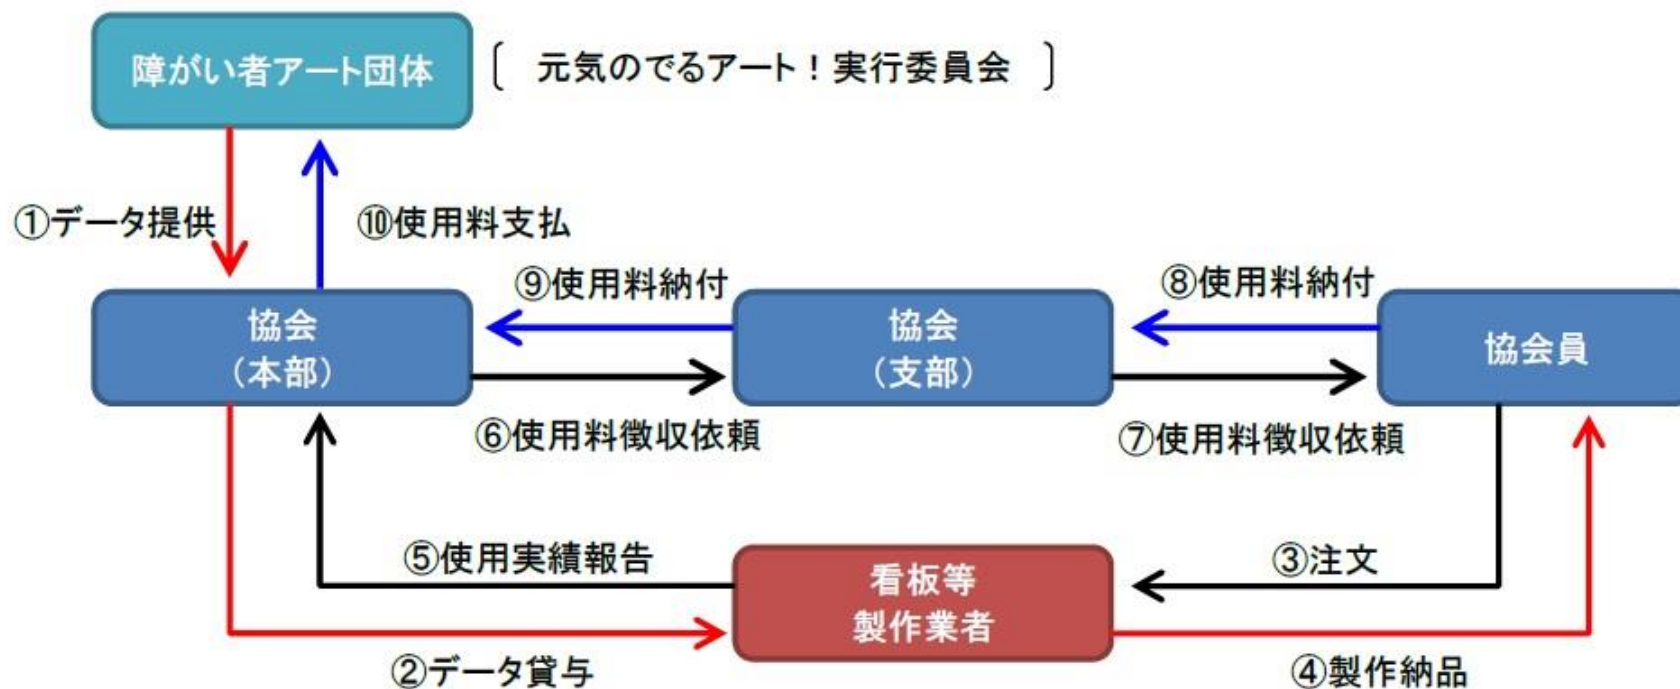 障がい者アート団体
〔 元気のでるアート！実行委員会 〕
①データ提供
⑩使用料支払
⑨使用料納付
⑧使用料納付
協会
（本部）
協会
（支部）
協会員
⑥使用料徴収依頼
⑦使用料徴収依頼
⑤使用実績報告
看板等
製作業者
③注文
②データ貸与
④製作納品